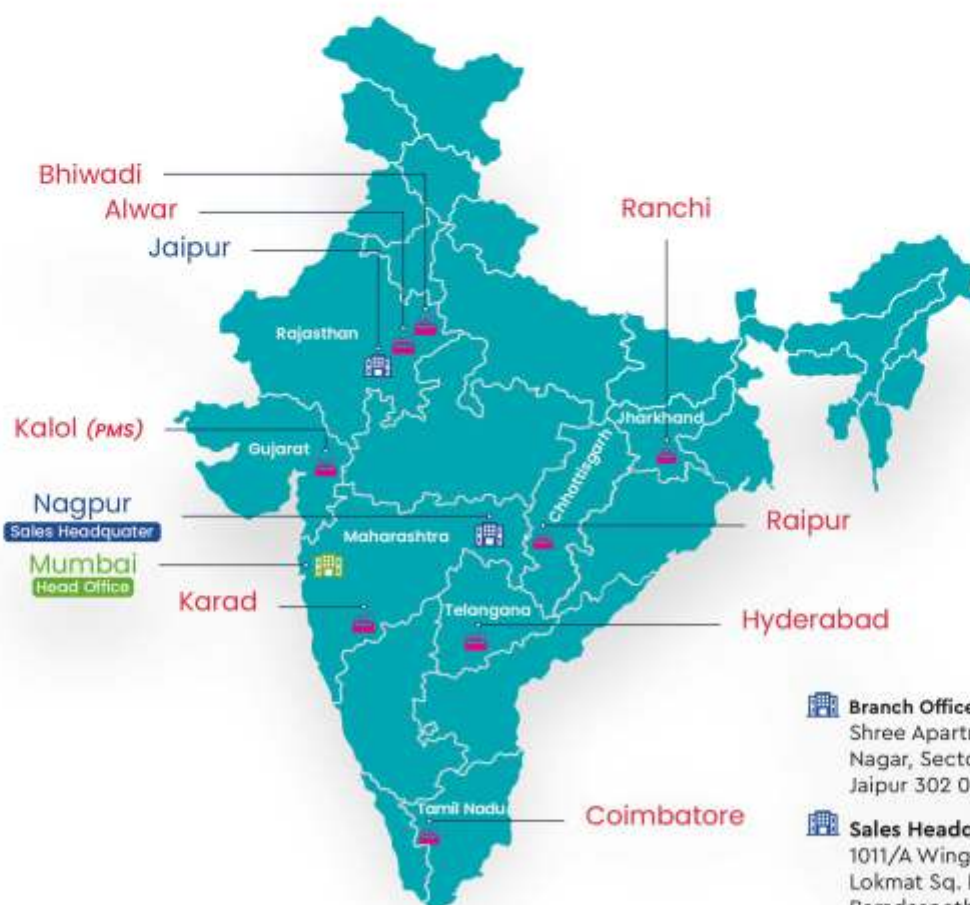 Bhiwadi
Alwar
Jaipur
Ranchi
Rajasthan
Jharkhand
Kalol (PMS)
Gujarat
Chhattisgarh
Nagpur
Sales Headquater
Maharashtra
Raipur
Mumbai
Head Office
Karad
Telangana
Hyderabad
Branch Office
Shree Apartm
Nagar, Secto
Jaipur 302 0
Tamil Nadu
Coimbatore
Sales Headq
1011/A Wing
Lokmat Sq.